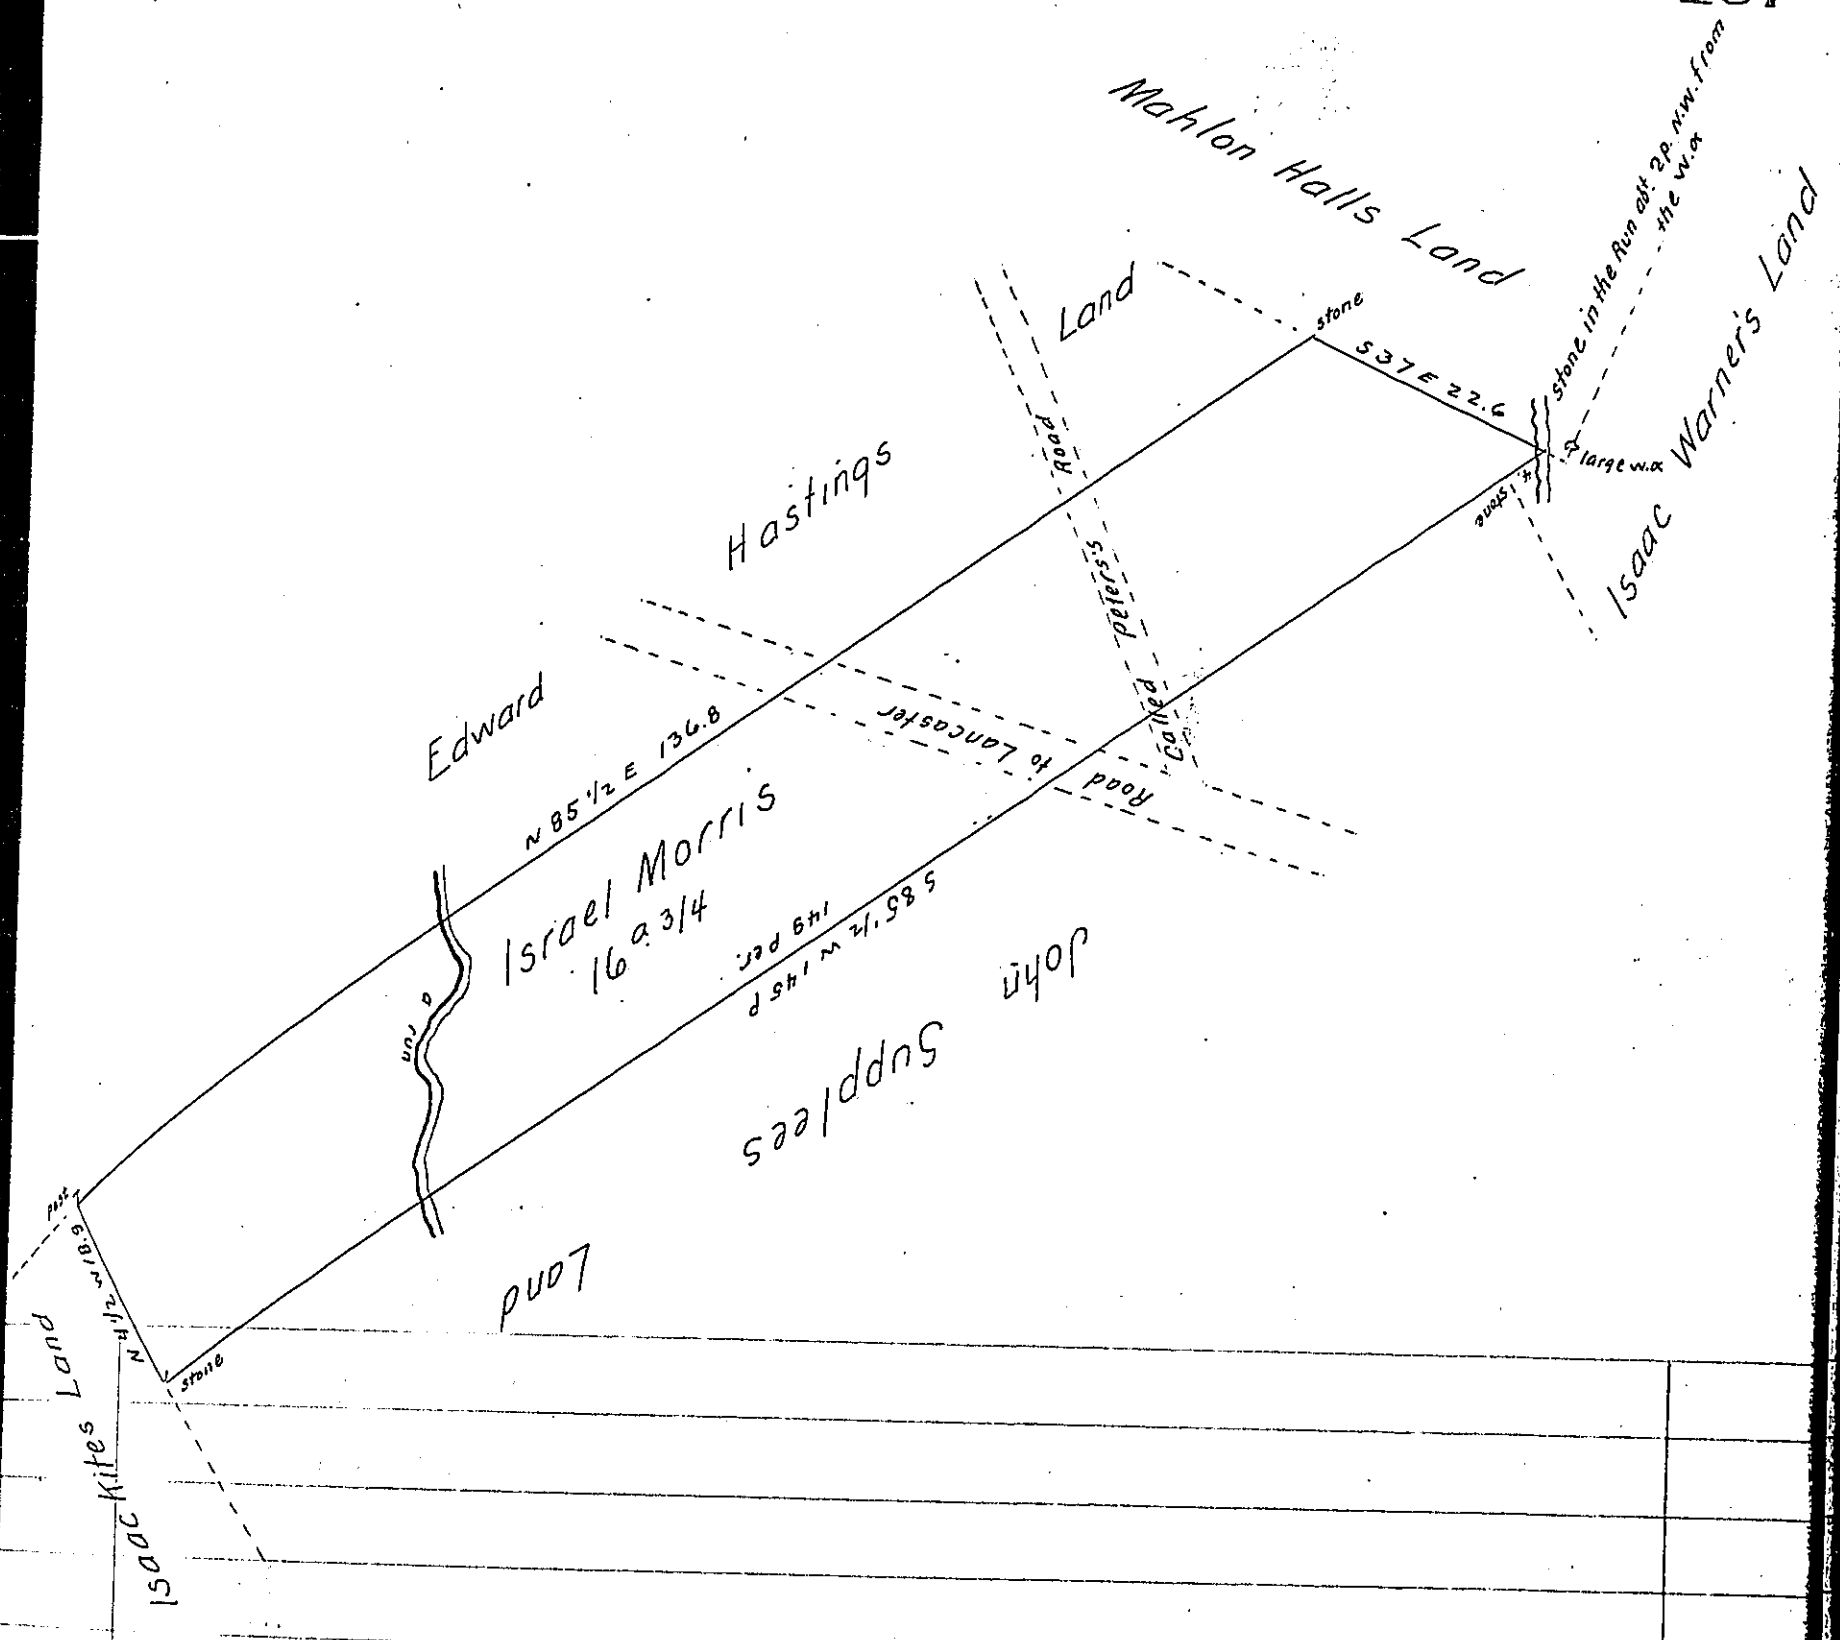 Mahlon Halls Land
stone in the Run abt. 2p. N.W. from
the w.o
Isaac Warner's Land
stone
S 37 E 22.6
large w.o
4
stone
Edward Hastings Land
Road
Called Peters's
N 85 1/2 E 136.8
Road to Lancaster
Israel Morris
16 a. 3/4
149 per.
S 85 1/2 W 145 P
John Supplees Land
a run
post
N 4 1/2 W 18.9
stone
Isaac Kites Land